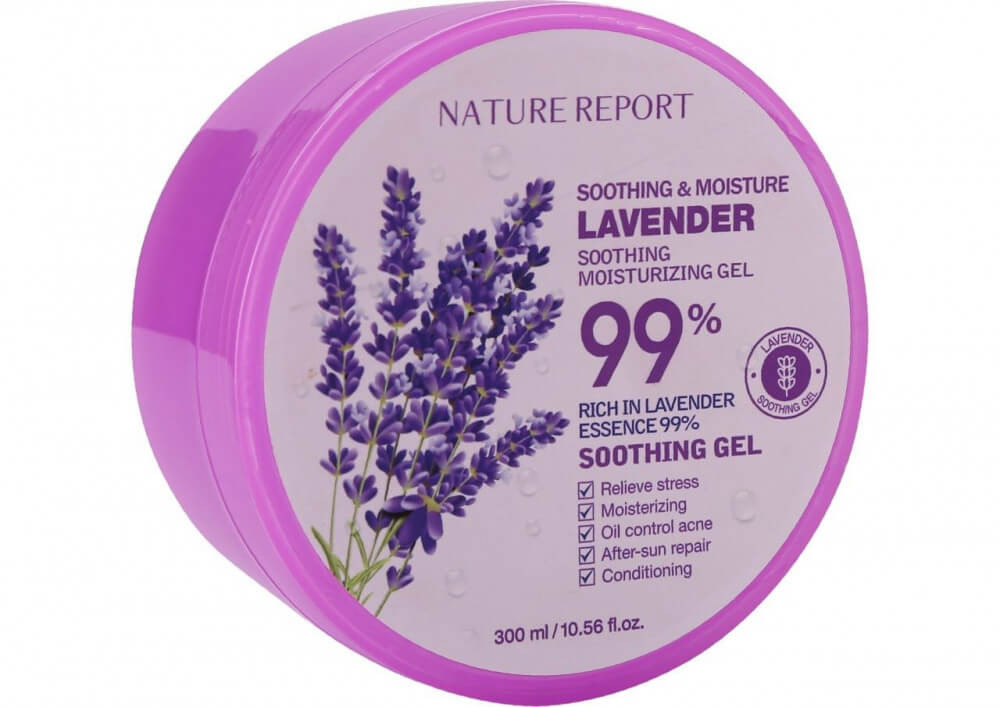 NATURE REPORT
SOOTHING & MOISTURE
LAVENDER
SOOTHING
MOISTURIZING GEL
99%
RICH IN LAVENDER
ESSENCE 99%
SOOTHING GEL
Relieve stress
Moisterizing
Oil control acne
After-sun repair
Conditioning
LAVENDER
SOOTHING GEL
300 ml / 10.56 fl.oz.